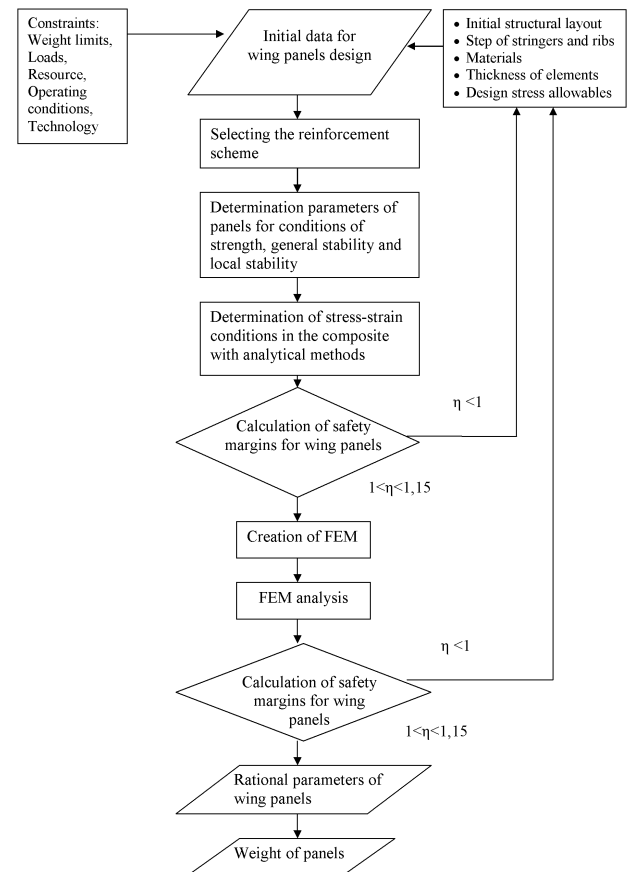 Constraints:
Weight limits,
Loads,
Resource,
Operating
conditions,
Technology
Initial data for
wing panels design
• Initial structural layout
• Step of stringers and ribs
• Materials
• Thickness of elements
• Design stress allowables
Selecting the reinforcement
scheme
Determination parameters of
panels for conditions of
strength, general stability and
local stability
Determination of stress-strain
conditions in the composite
with analytical methods
η <1
Calculation of safety
margins for wing panels
1<η<1,15
Creation of FEM
FEM analysis
η <1
Calculation of safety
margins for wing
panels
1<η<1,15
Rational parameters of
wing panels
Weight of panels